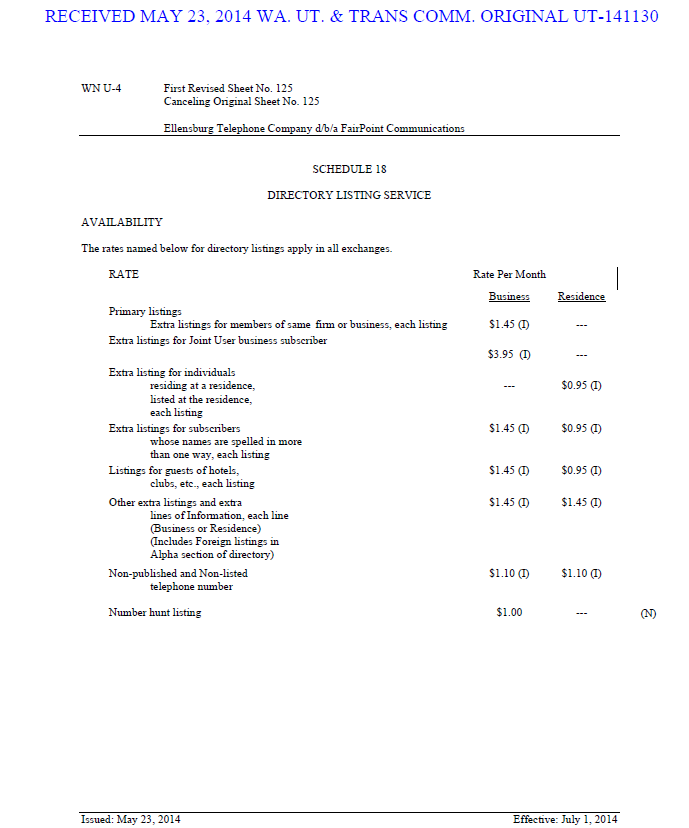 RECEIVED MAY 23, 2014 WA. UT. & TRANS COMM. ORIGINAL UT-141130
WN U-4 First Revised Sheet No. 125
Canceling Original Sheet No. 125
Ellensburg Telephone Company d/b/a FairPoint Communications
SCHEDULE 18
DIRECTORY LISTING SERVICE
AVAILABILITY
The rates named below for directory listings apply in all exchanges.
RATE Rate Per Month
Business Residence
Primary listings
Extra listings for members of same firm or business, each listing $1.45 (I) ---
Extra listings for Joint User business subscriber
$3.95 (I) ---
Extra listing for individuals
residing at a residence, --- $0.95 (I)
listed at the residence,
each listing
Extra listings for subscribers $1.45 (I) $0.95 (I)
whose names are spelled in more
than one way, each listing
Listings for guests of hotels, $1.45 (I) $0.95 (I)
clubs, etc., each listing
Other extra listings and extra $1.45 (I) $1.45 (I)
lines of Information, each line
(Business or Residence)
(Includes Foreign listings in
Alpha section of directory)
Non-published and Non-listed $1.10 (I) $1.10 (I)
telephone number
Number hunt listing $1.00 --- (N)
Issued: May 23, 2014 Effective: July 1, 2014